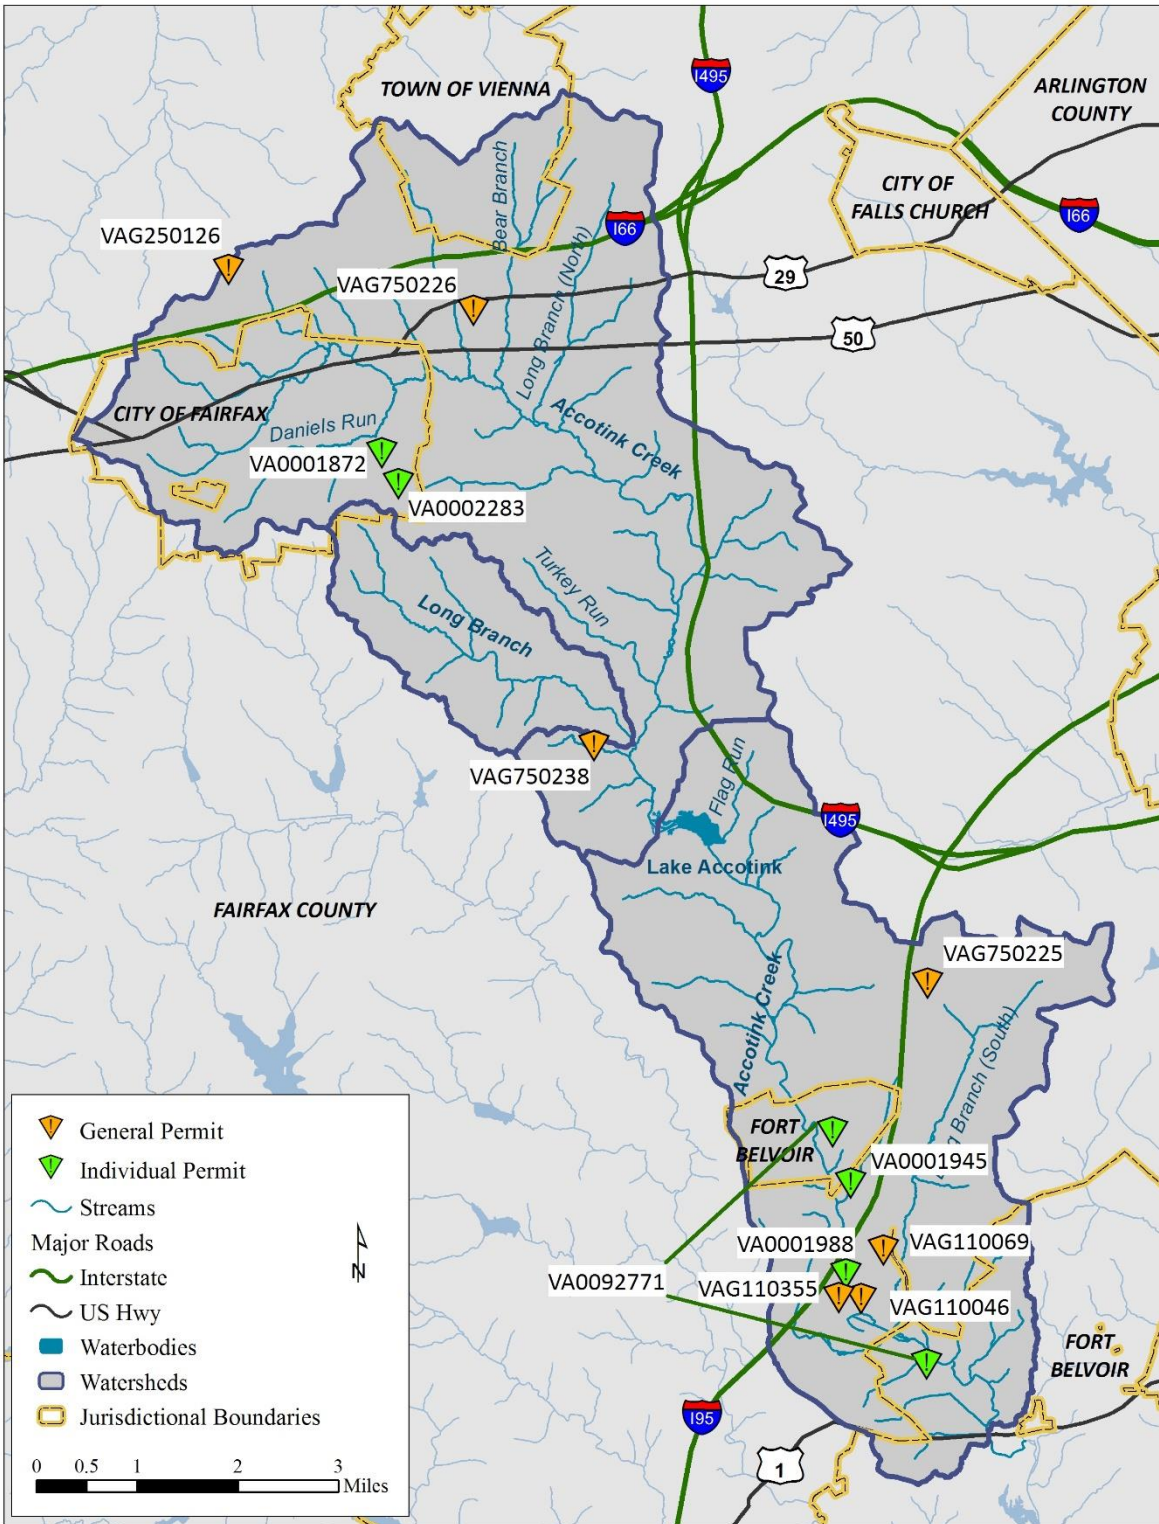 I495
TOWN OF VIENNA
ARLINGTON
COUNTY
Bear Branch
CITY OF
FALLS CHURCH
I66
I66
VAG250126
Long Branch (North)
VAG750226
29
50
CITY OF FAIRFAX
Accotink Creek
Daniels Run
VA0001872
VA0002283
Turkey Run
Long Branch
VAG750238
Flag Run
I495
Lake Accotink
FAIRFAX COUNTY
VAG750225
Accotink Creek
Branch (South)
FORT
BELVOIR
VA0001945
VA0001988
VAG110069
VA0092771
VAG110355
VAG110046
FORT
BELVOIR
I95
1
General Permit
Individual Permit
Streams
Major Roads
Interstate
US Hwy
Waterbodies
Watersheds
Jurisdictional Boundaries
N
0 0.5 1 2 3
Miles